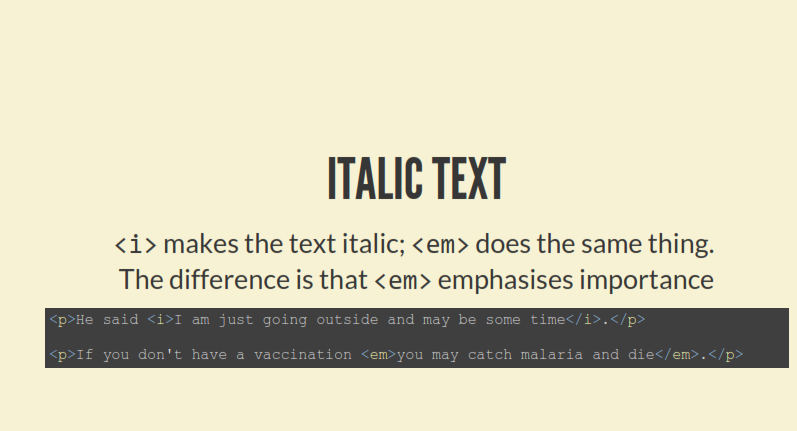 ITALIC TEXT
<i> makes the text italic; <em> does the same thing.
The difference is that <em> emphasises importance
<p>He said <i>I am just going outside and may be some time</i>.</p>
<p>If you don't have a vaccination <em>you may catch malaria and die</em>.</p>